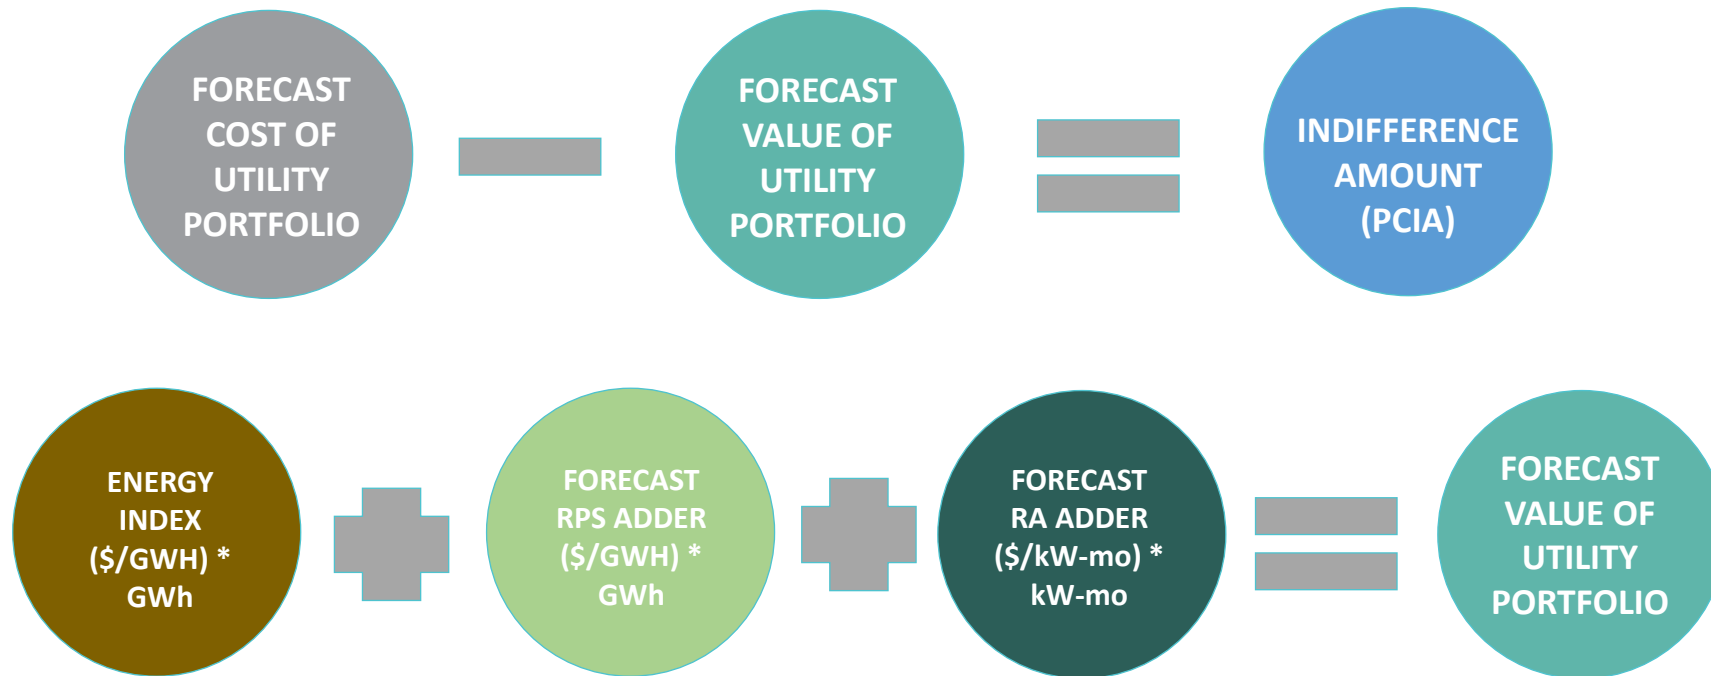 FORECAST
COST OF
UTILITY
PORTFOLIO
FORECAST
VALUE OF
UTILITY
PORTFOLIO
INDIFFERENCE
AMOUNT
(PCIA)
ENERGY
INDEX
($/GWH) *
GWh
FORECAST
RPS ADDER
($/GWH) *
GWh
FORECAST
RA ADDER
($/kW-mo) *
kW-mo
FORECAST
VALUE OF
UTILITY
PORTFOLIO